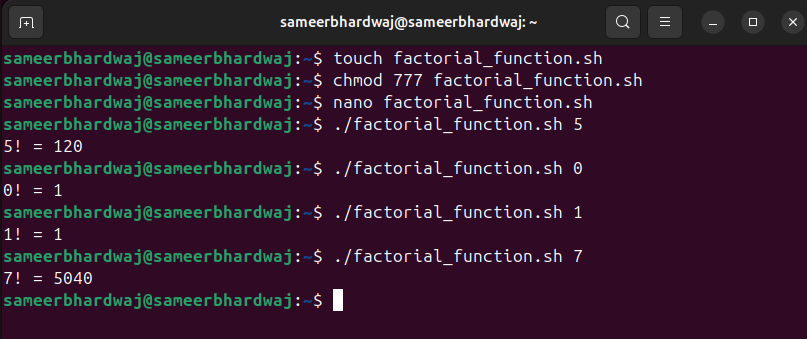 sameerbhardwaj@sameerbhardwaj: ~
sameerbhardwaj@sameerbhardwaj:~$ touch factorial_function.sh
sameerbhardwaj@sameerbhardwaj:~$ chmod 777 factorial_function.sh
sameerbhardwaj@sameerbhardwaj:~$ nano factorial_function.sh
sameerbhardwaj@sameerbhardwaj:~$ ./factorial_function.sh 5
5! = 120
sameerbhardwaj@sameerbhardwaj:~$ ./factorial_function.sh 0
0! = 1
sameerbhardwaj@sameerbhardwaj:~$ ./factorial_function.sh 1
1! = 1
sameerbhardwaj@sameerbhardwaj:~$ ./factorial_function.sh 7
7! = 5040
sameerbhardwaj@sameerbhardwaj:~$